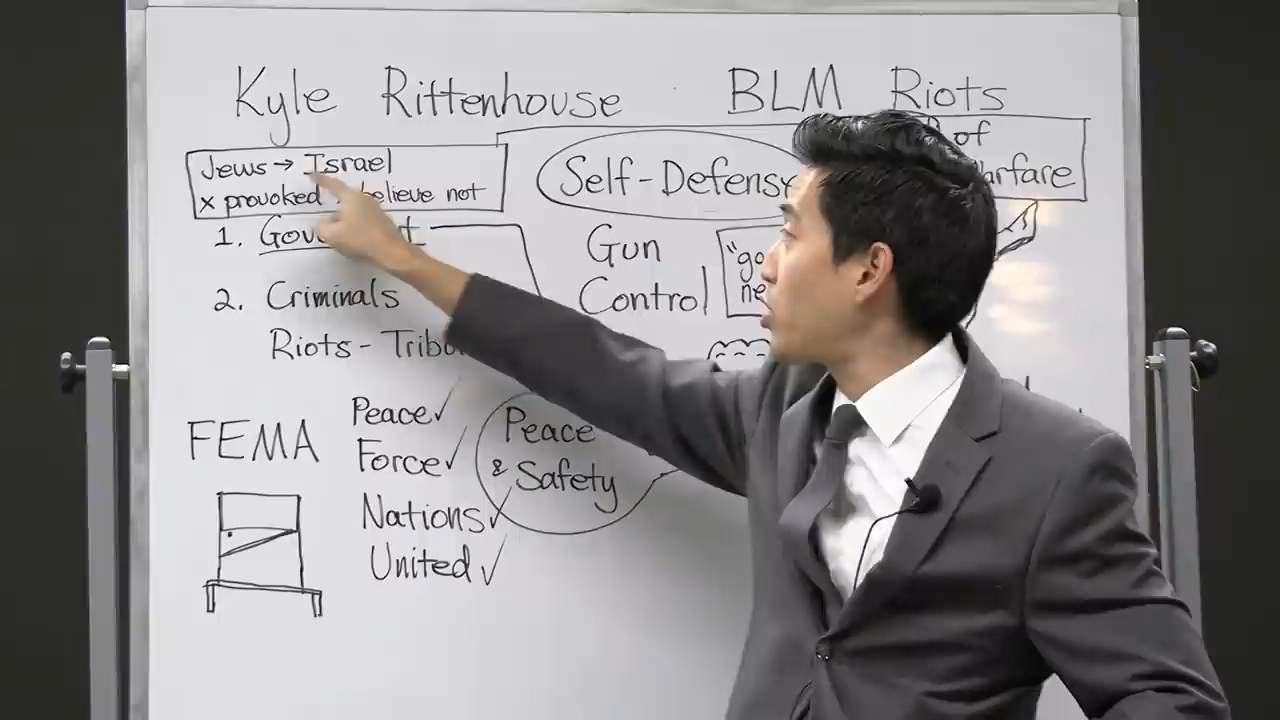 Kyle Rittenhouse BLM Riots
Jews → Israel
x provoked believe not
Self-Defense
of
1.
2. Criminals
Riots -
Gun
Control
FEMA
Peace ✓
Force ✓
Nations ✓
United ✓
Peace
& Safety